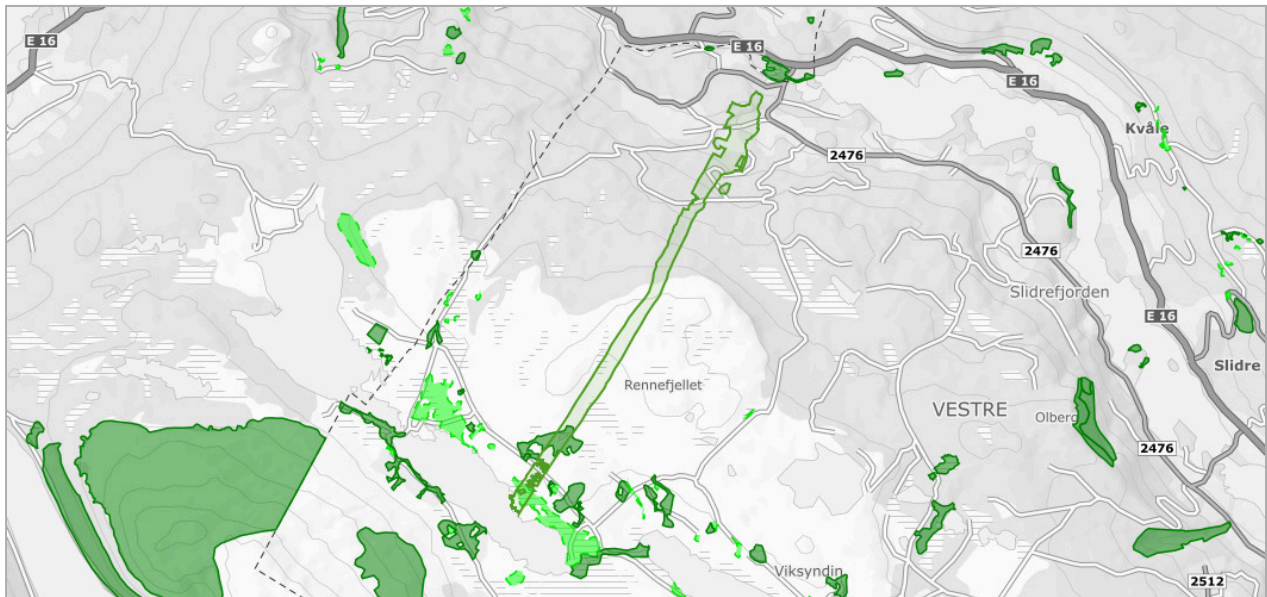 E 16
E 16
E 16
Kvåle
2476
2476
Slidrefjorden
E 16
Slidre
Rennefjellet
VESTRE
Olberg
2476
Viksyndin
2512